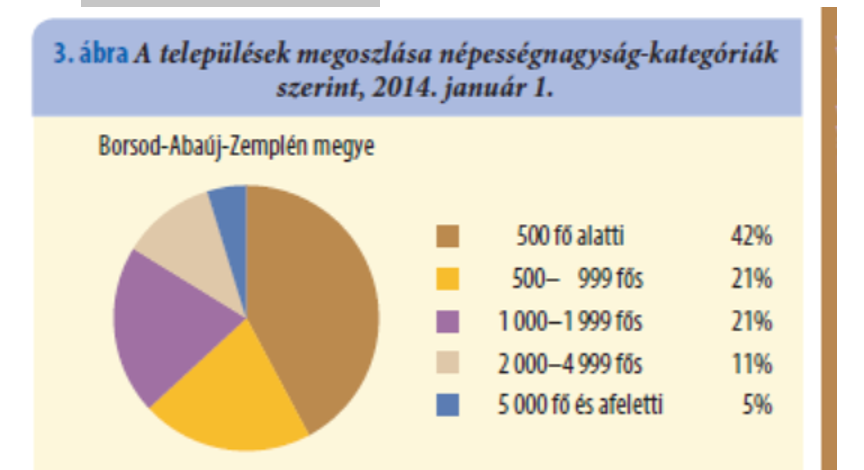 3. ábra A települések megoszlása népességnagyság-kategóriák
szerint, 2014. január 1.
Borsod-Abaúj-Zemplén megye
500 fő alatti 42%
500– 999 fős 21%
1 000–1 999 fős 21%
2 000–4 999 fős 11%
5 000 fő és afeletti 5%